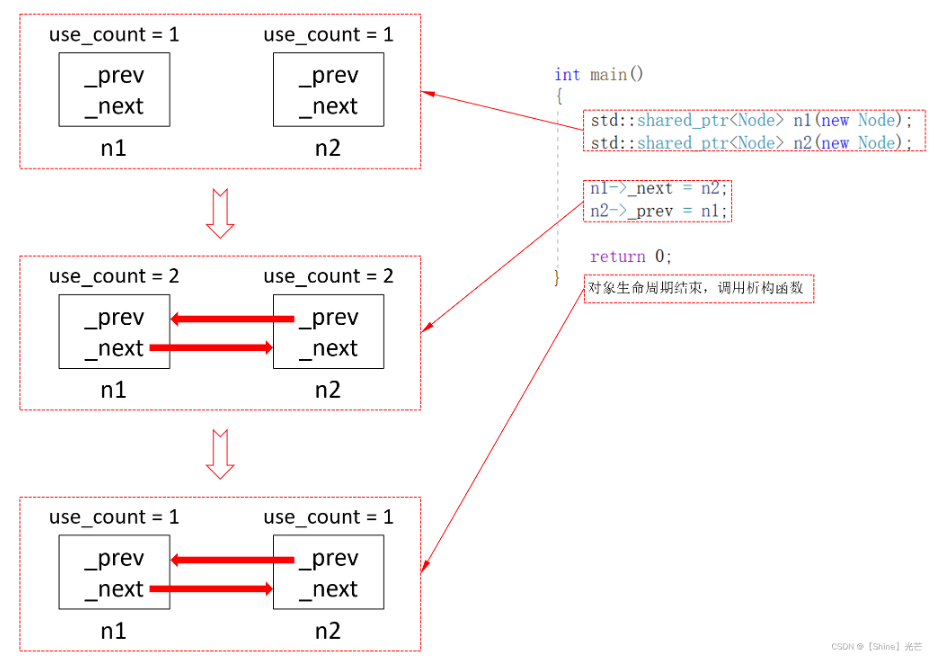 use_count = 1
use_count = 1
_prev
_next
_prev
_next
n1
n2
use_count = 2
use_count = 2
_prev
_next
_prev
_next
n1
n2
use_count = 1
use_count = 1
_prev
_next
_prev
_next
n1
n2
int main()
{
std::shared_ptr<Node> n1(new Node);
std::shared_ptr<Node> n2(new Node);
n1->_next = n2;
n2->_prev = n1;
return 0;
}
对象生命周期结束，调用析构函数
CSDN @【Shine】光芒